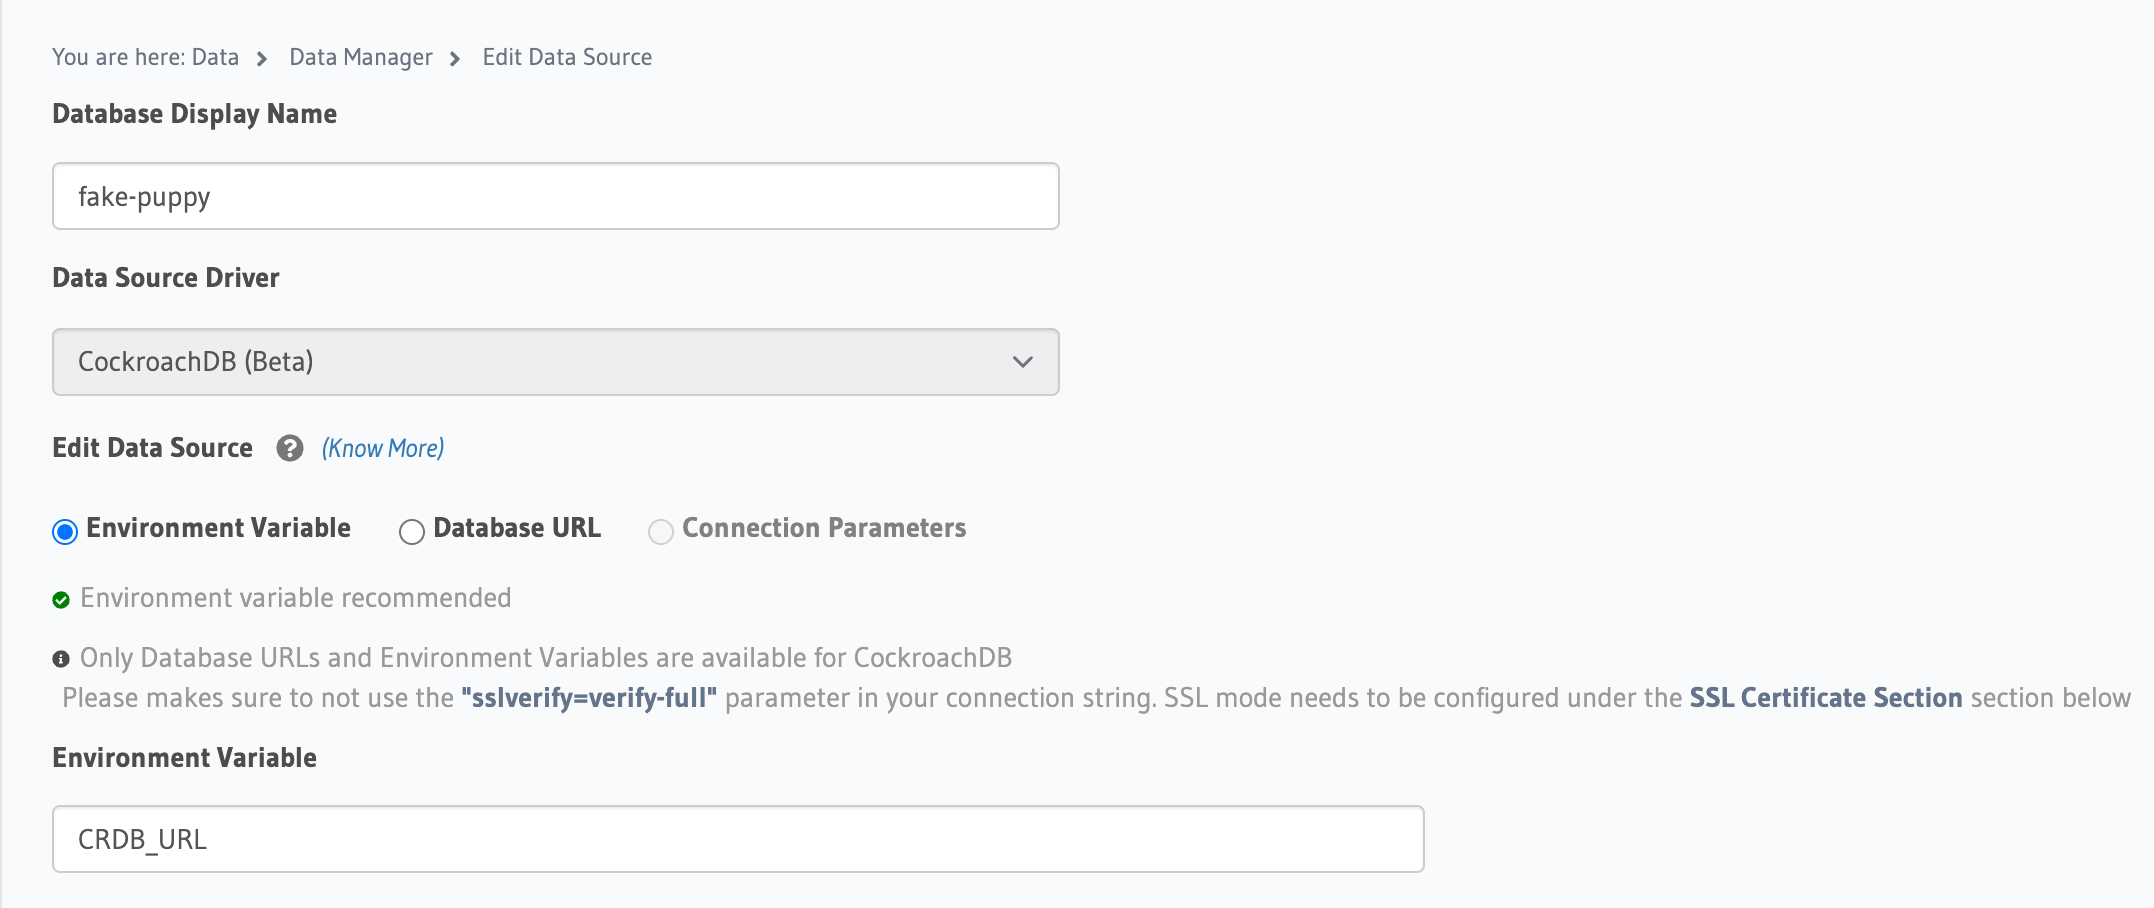 You are here: Data > Data Manager > Edit Data Source
Database Display Name
fake-puppy
Data Source Driver
CockroachDB (Beta)
Edit Data Source ? (Know More)
Environment Variable Database URL Connection Parameters
Environment variable recommended
Only Database URLs and Environment Variables are available for CockroachDB
Please makes sure to not use the "sslverify=verify-full" parameter in your connection string. SSL mode needs to be configured under the SSL Certificate Section section below
Environment Variable
CRDB_URL